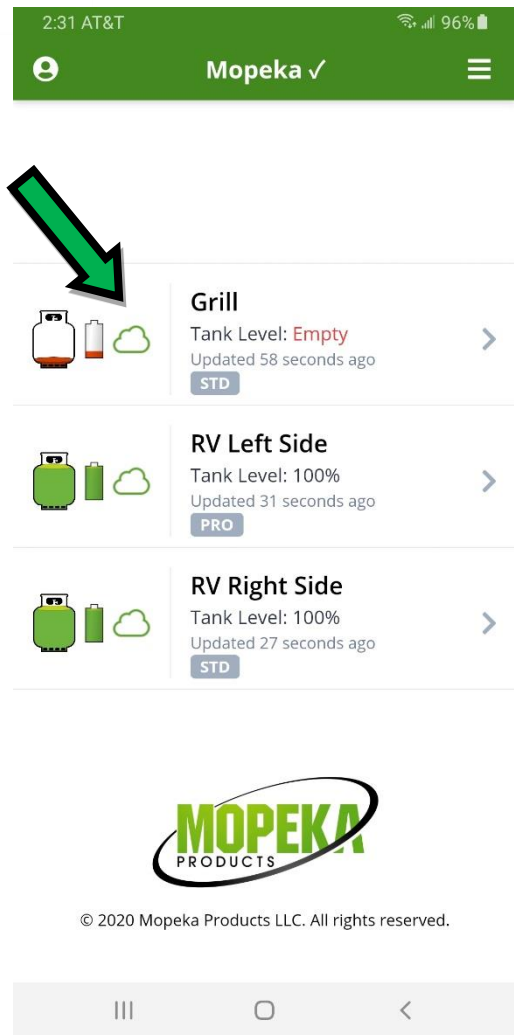 2:31 AT&T 96%
Mopeka ✓
Grill
Tank Level: Empty
Updated 58 seconds ago
STD
RV Left Side
Tank Level: 100%
Updated 31 seconds ago
PRO
RV Right Side
Tank Level: 100%
Updated 27 seconds ago
STD
MOPEKA
PRODUCTS
© 2020 Mopeka Products LLC. All rights reserved.